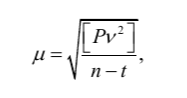 μ = √([Pv²] / (n − t)),